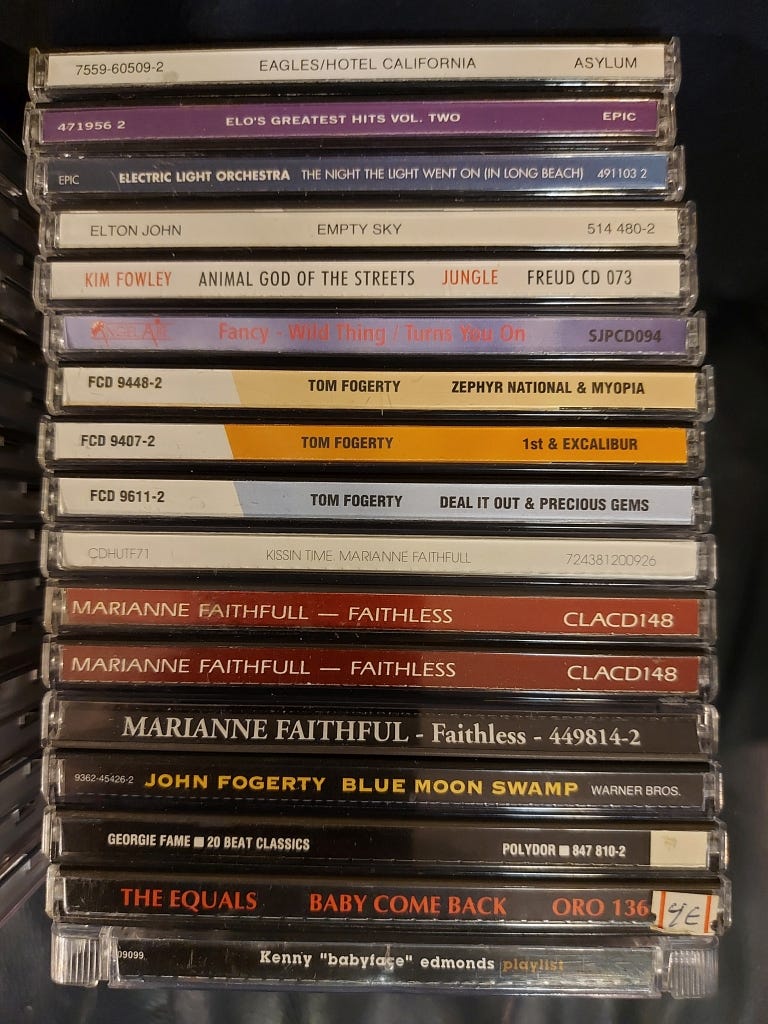 7559-60509-2 EAGLES/HOTEL CALIFORNIA ASYLUM
471956 2 ELO'S GREATEST HITS VOL. TWO EPIC
EPIC ELECTRIC LIGHT ORCHESTRA THE NIGHT THE LIGHT WENT ON (IN LONG BEACH) 491103 2
ELTON JOHN EMPTY SKY 514 480-2
KIM FOWLEY ANIMAL GOD OF THE STREETS JUNGLE FREUD CD 073
ANGEL AIR Fancy - Wild Thing / Turns You On SJPCD094
FCD 9448-2 TOM FOGERTY ZEPHYR NATIONAL & MYOPIA
FCD 9407-2 TOM FOGERTY 1st & EXCALIBUR
FCD 9611-2 TOM FOGERTY DEAL IT OUT & PRECIOUS GEMS
CDHUTF71 KISSIN TIME. MARIANNE FAITHFULL 724381200926
MARIANNE FAITHFULL — FAITHLESS CLACD148
MARIANNE FAITHFULL — FAITHLESS CLACD148
MARIANNE FAITHFUL - Faithless - 449814-2
9362-45426-2 JOHN FOGERTY BLUE MOON SWAMP WARNER BROS.
GEORGIE FAME ■ 20 BEAT CLASSICS POLYDOR ■ 847 810-2
THE EQUALS BABY COME BACK ORO 136 4E
09099 Kenny "babyface" edmonds playlist